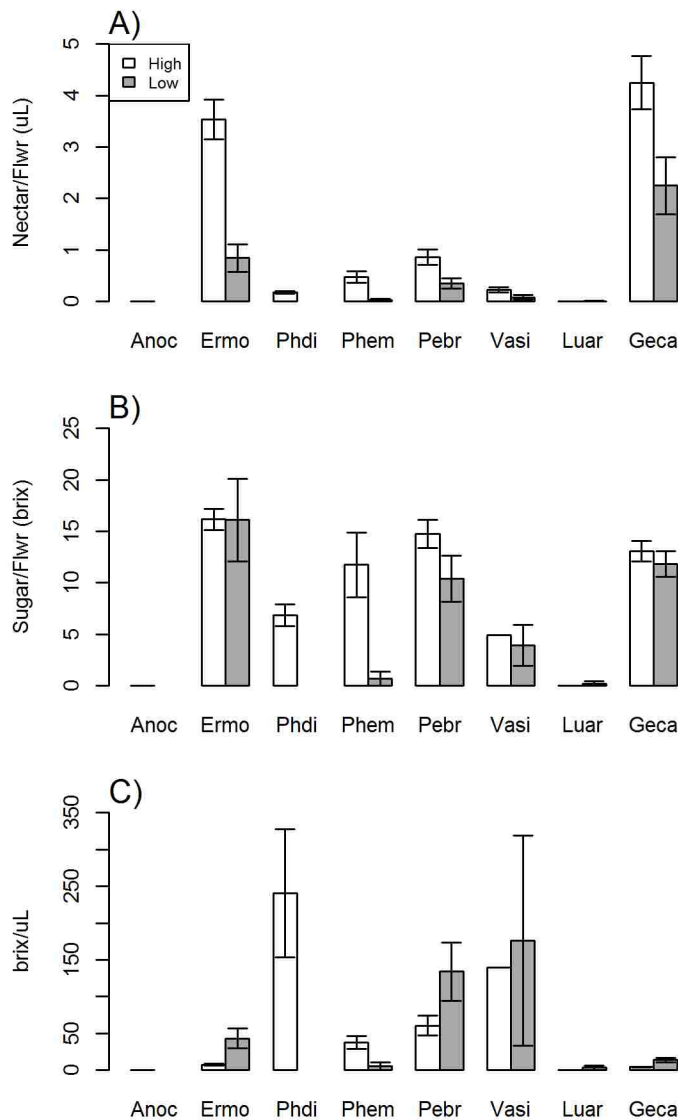 A)
Nectar/Flwr (uL)
0 1 2 3 4 5
High
Low
Anoc Ermo Phdi Phem Pebr Vasi Luar Geca
B)
Sugar/Flwr (brix)
0 5 10 15 20 25
Anoc Ermo Phdi Phem Pebr Vasi Luar Geca
C)
brix/uL
0 50 150 250 350
Anoc Ermo Phdi Phem Pebr Vasi Luar Geca